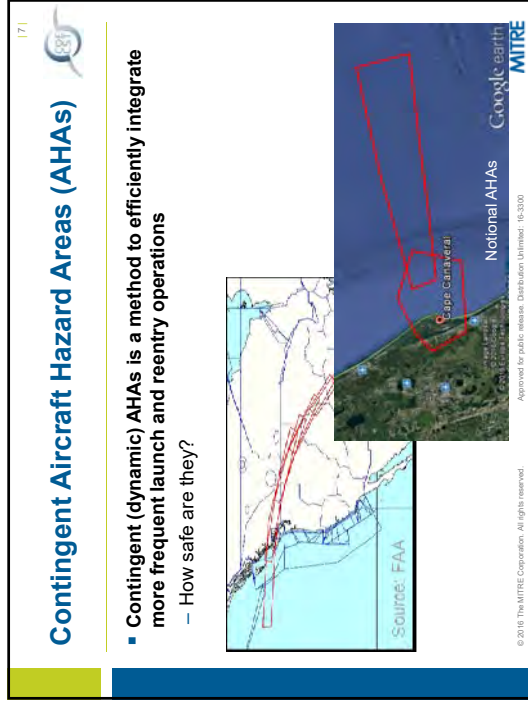 | 7 |
Contingent Aircraft Hazard Areas (AHAs)
▪ Contingent (dynamic) AHAs is a method to efficiently integrate
more frequent launch and reentry operations
– How safe are they?
Source: FAA
Cape Canaveral
Notional AHAs
Google earth
MITRE
© 2016 The MITRE Corporation. All rights reserved.
Approved for public release. Distribution Unlimited: 16-3300